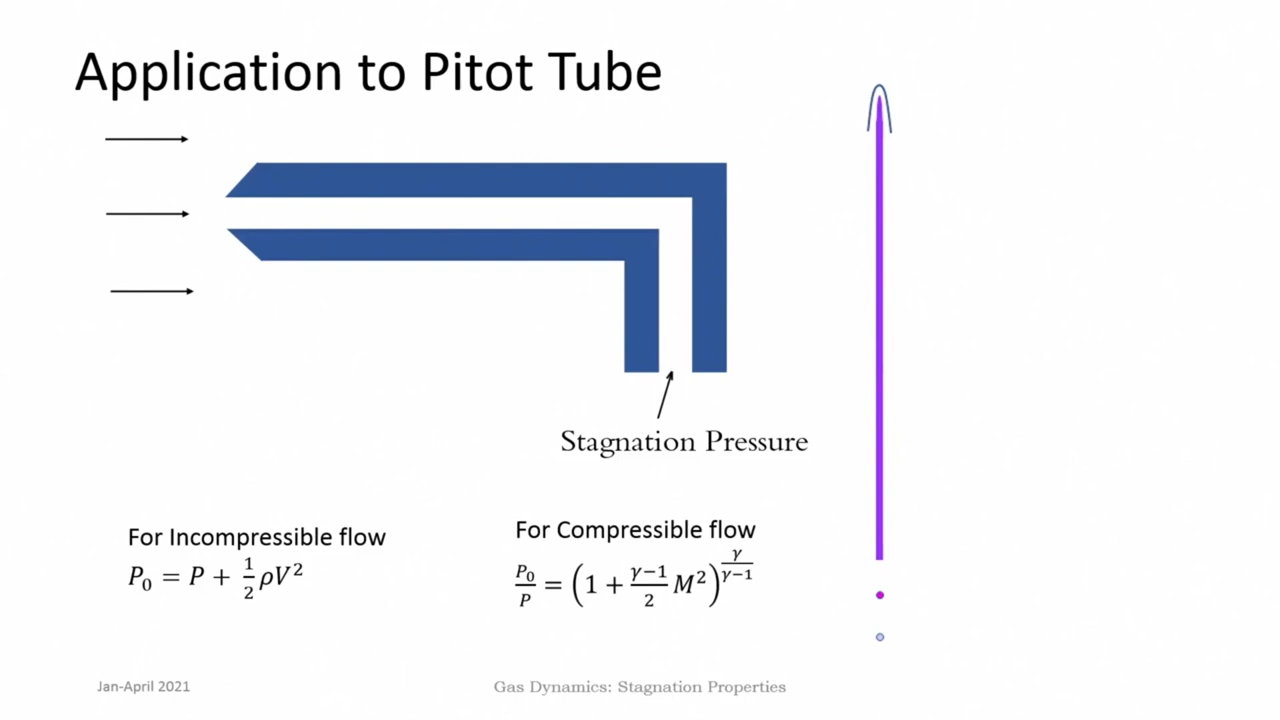 Application to Pitot Tube
Stagnation Pressure
For Incompressible flow
P₀ = P + ½ρV²
For Compressible flow
P₀/P = (1 + (γ−1)/2 M²)^(γ/(γ−1))
Jan-April 2021
Gas Dynamics: Stagnation Properties